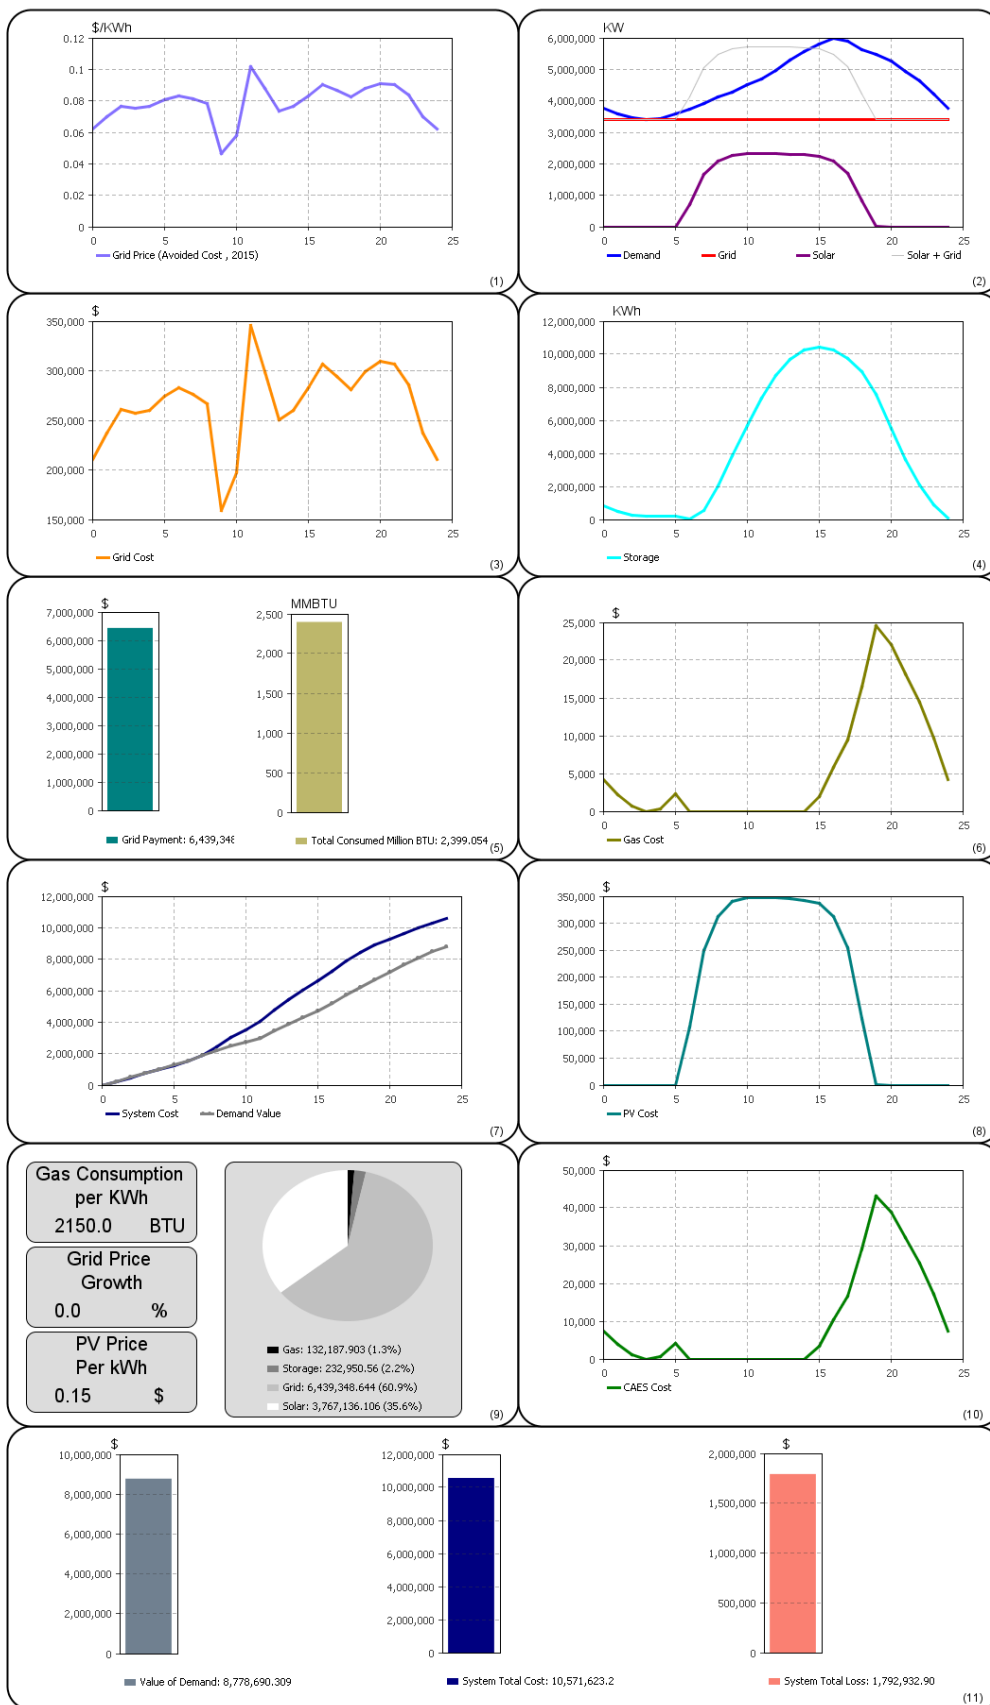 $/KWh
0.12
0.1
0.08
0.06
0.04
0.02
0
0 5 10 15 20 25
Grid Price (Avoided Cost , 2015)
(1)
KW
6,000,000
5,000,000
4,000,000
3,000,000
2,000,000
1,000,000
0
0 5 10 15 20 25
Demand Grid Solar Solar + Grid
(2)
$
350,000
300,000
250,000
200,000
150,000
0 5 10 15 20 25
Grid Cost
(3)
KWh
12,000,000
10,000,000
8,000,000
6,000,000
4,000,000
2,000,000
0
0 5 10 15 20 25
Storage
(4)
$
7,000,000
6,000,000
5,000,000
4,000,000
3,000,000
2,000,000
1,000,000
0
Grid Payment: 6,439,348
MMBTU
2,500
2,000
1,500
1,000
500
0
Total Consumed Million BTU: 2,399.054
(5)
$
25,000
20,000
15,000
10,000
5,000
0
0 5 10 15 20 25
Gas Cost
(6)
$
12,000,000
10,000,000
8,000,000
6,000,000
4,000,000
2,000,000
0
0 5 10 15 20 25
System Cost Demand Value
(7)
$
350,000
300,000
250,000
200,000
150,000
100,000
50,000
0
0 5 10 15 20 25
PV Cost
(8)
Gas Consumption
per KWh
2150.0 BTU
Grid Price
Growth
0.0 %
PV Price
Per kWh
0.15 $
Gas: 132,187.903 (1.3%)
Storage: 232,950.56 (2.2%)
Grid: 6,439,348.644 (60.9%)
Solar: 3,767,136.106 (35.6%)
(9)
$
50,000
40,000
30,000
20,000
10,000
0
0 5 10 15 20 25
CAES Cost
(10)
$
10,000,000
8,000,000
6,000,000
4,000,000
2,000,000
0
Value of Demand: 8,778,690.309
$
12,000,000
10,000,000
8,000,000
6,000,000
4,000,000
2,000,000
0
System Total Cost: 10,571,623.2
$
2,000,000
1,500,000
1,000,000
500,000
0
System Total Loss: 1,792,932.90
(11)